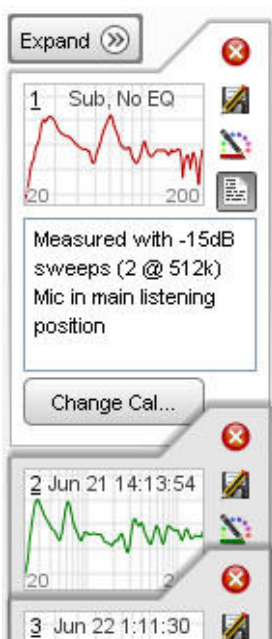 Expand
1 Sub, No EQ
20 200
Measured with -15dB
sweeps (2 @ 512k)
Mic in main listening
position
Change Cal...
2 Jun 21 14:13:54
20 2
3 Jun 22 1:11:30